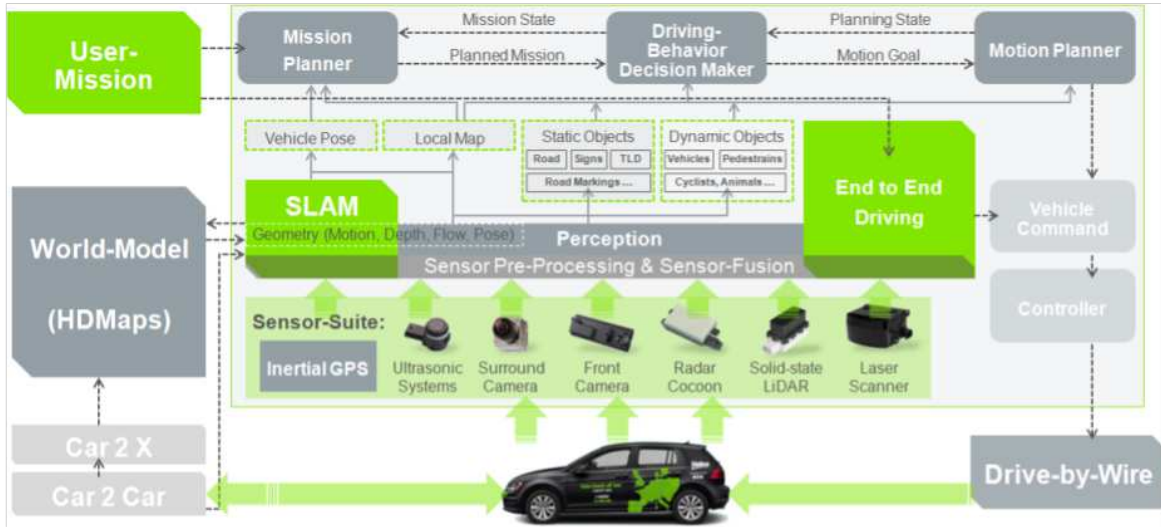 User-
Mission
Mission
Planner
Mission State
Planned Mission
Driving-
Behavior
Decision Maker
Planning State
Motion Goal
Motion Planner
Vehicle Pose
Local Map
Static Objects
Road
Signs
TLD
Road Markings ....
Dynamic Objects
Vehicles
Pedestrains
Cyclists, Animals ....
End to End
Driving
Vehicle
Command
Controller
SLAM
Geometry (Motion, Depth, Flow, Pose)
Perception
Sensor Pre-Processing & Sensor-Fusion
World-Model
(HDMaps)
Sensor-Suite:
Inertial GPS
Ultrasonic
Systems
Surround
Camera
Front
Camera
Radar
Cocoon
Solid-state
LiDAR
Laser
Scanner
Car 2 X
Car 2 Car
Drive-by-Wire